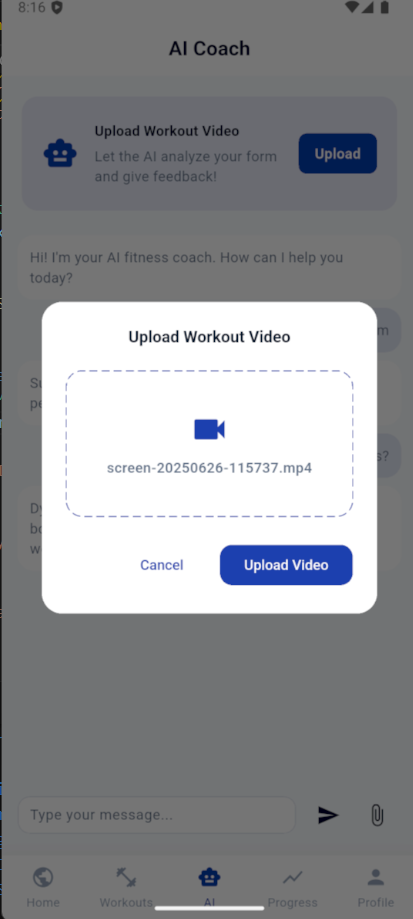 8:16
AI Coach
Upload Workout Video
Let the AI analyze your form
and give feedback!
Upload
Hi! I'm your AI fitness coach. How can I help you
today?
m
Su
pe
s?
Dy
bo
w
Upload Workout Video
screen-20250626-115737.mp4
Cancel
Upload Video
Type your message...
Home
Workouts
AI
Progress
Profile